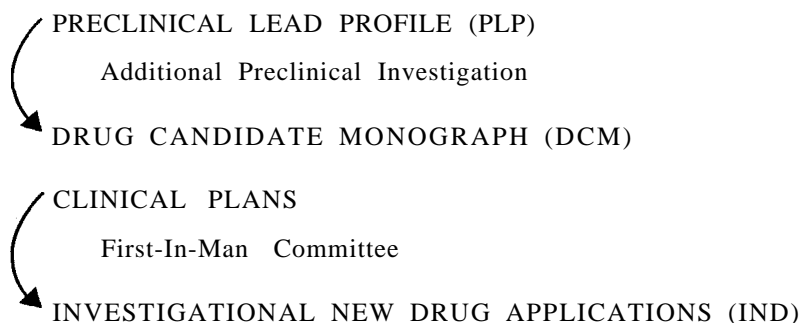 PRECLINICAL LEAD PROFILE (PLP)
Additional Preclinical Investigation
DRUG CANDIDATE MONOGRAPH (DCM)
CLINICAL PLANS
First-In-Man Committee
INVESTIGATIONAL NEW DRUG APPLICATIONS (IND)